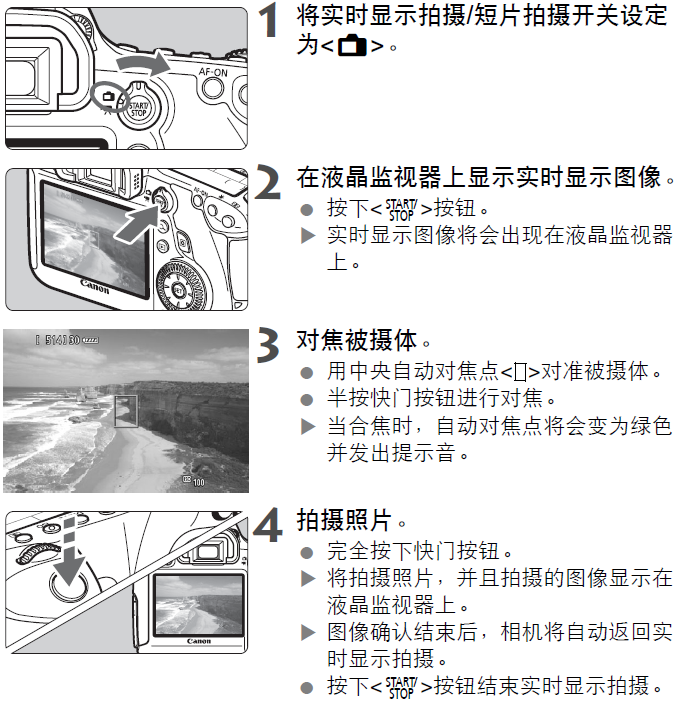 1 将实时显示拍摄/短片拍摄开关设定
为< >。
AF-ON
START/
STOP
2 在液晶监视器上显示实时显示图像。
● 按下<START/STOP>按钮。
▶ 实时显示图像将会出现在液晶监视器
上。
AF-ON
SET
Canon
3 对焦被摄体。
● 用中央自动对焦点< >对准被摄体。
● 半按快门按钮进行对焦。
▶ 当合焦时，自动对焦点将会变为绿色
并发出提示音。
[ 514] 30
100
4 拍摄照片。
● 完全按下快门按钮。
▶ 将拍摄照片，并且拍摄的图像显示在
液晶监视器上。
▶ 图像确认结束后，相机将自动返回实
时显示拍摄。
● 按下<START/STOP>按钮结束实时显示拍摄。
Canon